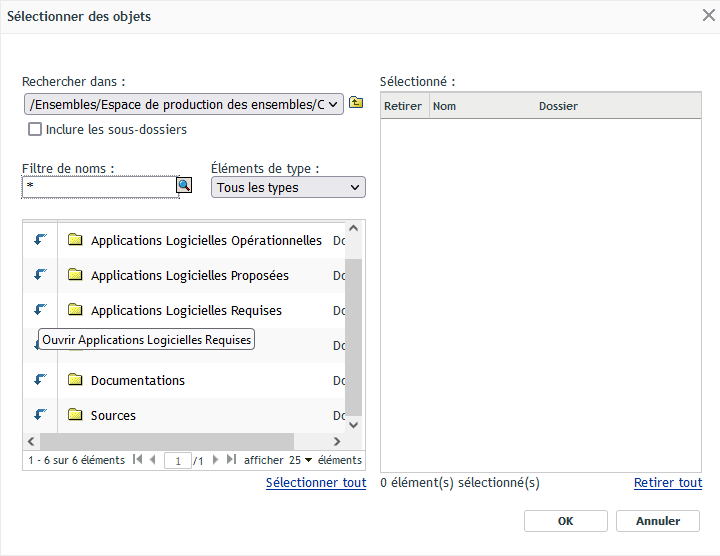 Sélectionner des objets
Rechercher dans :
/Ensembles/Espace de production des ensembles/C
Inclure les sous-dossiers
Filtre de noms :
Éléments de type :
*
Tous les types
Applications Logicielles Opérationnelles Do
Applications Logicielles Proposées Do
Applications Logicielles Requises Do
Ouvrir Applications Logicielles Requises
Do
Documentations Do
Sources Do
1 - 6 sur 6 éléments 1 /1 afficher 25 éléments
Sélectionner tout
Sélectionné :
Retirer Nom Dossier
0 élément(s) sélectionné(s)
Retirer tout
OK
Annuler